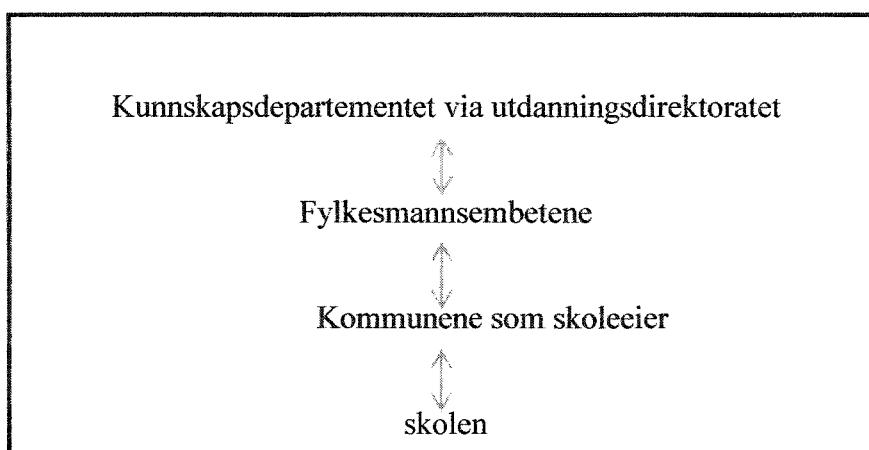 Kunnskapsdepartementet via utdanningsdirektoratet
Fylkesmannsembetene
Kommunene som skoleeier
skolen